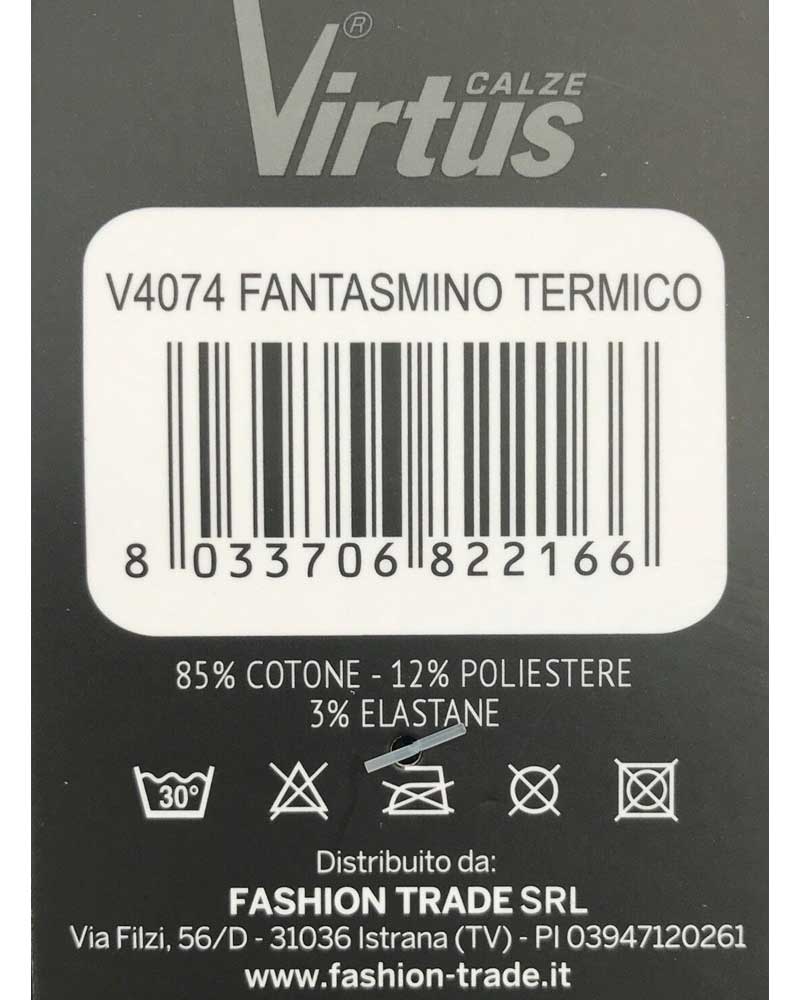 Virtus®
CALZE
V4074 FANTASMINO TERMICO
8 033706 822166
85% COTONE - 12% POLIESTERE
3% ELASTANE
30°
Distribuito da:
FASHION TRADE SRL
Via Filzi, 56/D - 31036 Istrana (TV) - PI 03947120261
www.fashion-trade.it